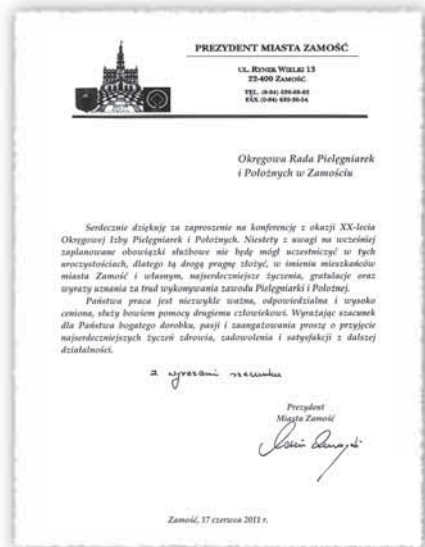 PREZYDENT MIASTA ZAMOŚĆ
UL. RYNEK WIELKI 13
22-400 ZAMOŚĆ
TEL.
FAX
Okręgowa Rada Pielęgniarek
i Położnych w Zamościu
Serdecznie dziękuję za zaproszenie na konferencję z okazji XX-lecia
Okręgowej Izby Pielęgniarek i Położnych. Niestety z uwagi na wcześniej
zaplanowane obowiązki służbowe nie będę mógł uczestniczyć w tych
uroczystościach, dlatego tą drogą pragnę złożyć, w imieniu mieszkańców
miasta Zamość i własnym, najserdeczniejsze życzenia, gratulacje oraz
wyrazy uznania za trud wykonywania zawodu Pielęgniarki i Położnej.
Państwa praca jest niezwykle ważna, odpowiedzialna i wysoko
ceniona, służy bowiem pomocy drugiemu człowiekowi. Wyrażając szacunek
dla Państwa bogatego dorobku, pasji i zaangażowania proszę o przyjęcie
najserdeczniejszych życzeń zdrowia, zadowolenia i satysfakcji z dalszej
działalności.
z wyrazami szacunku
Prezydent
Miasta Zamość
Zamość, 17 czerwca 2011 r.